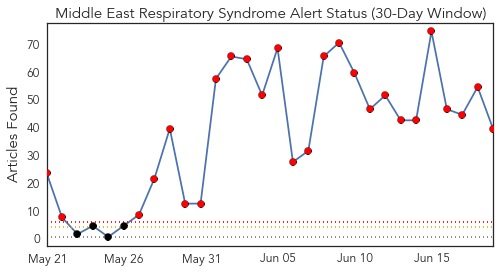 Middle East Respiratory Syndrome Alert Status (30-Day Window)
Articles Found
70
60
50
40
30
20
10
0
May 21
May 26
May 31
Jun 05
Jun 10
Jun 15